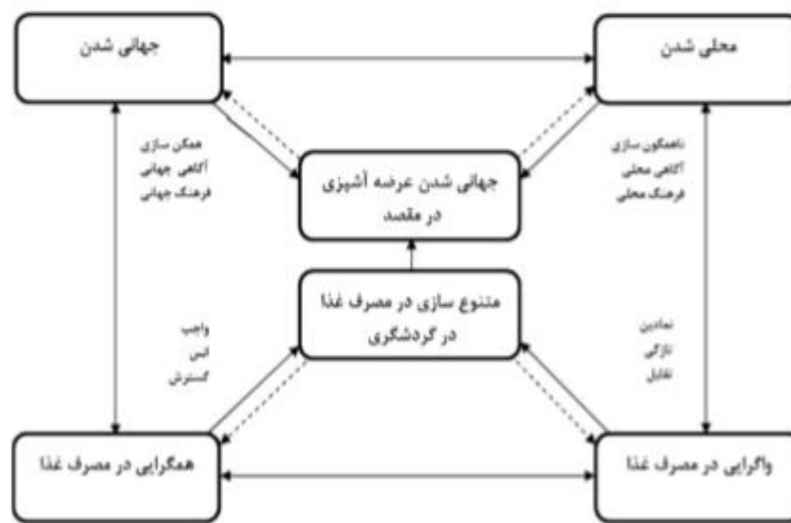 محلی شدن
جهانی شدن
ناهمگون سازی
آگاهی محلی
فرهنگ محلی
همگن سازی
آگاهی جهانی
فرهنگ جهانی
جهانی شدن عرضه آشپزی
در مقصد
متنوع سازی در مصرف غذا
در گردشگری
نمادین
تازگی
تقابل
واجب
انس
گسترش
واگرایی در مصرف غذا
همگرایی در مصرف غذا